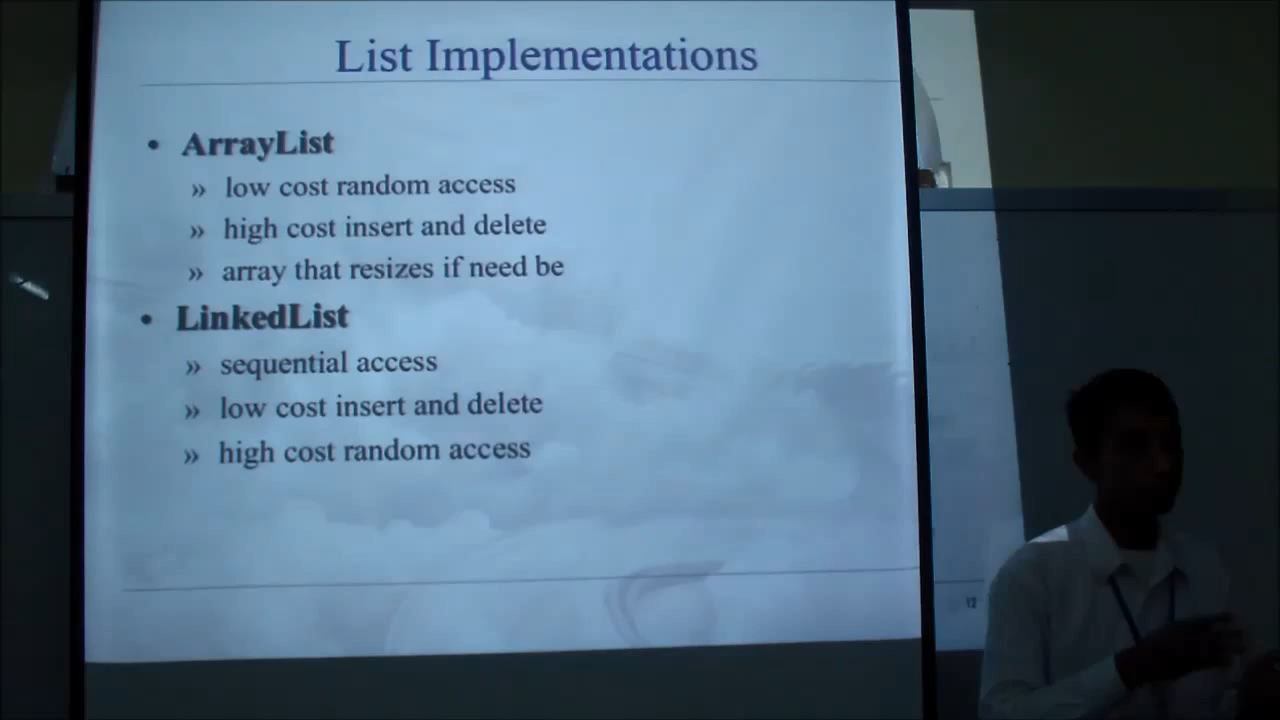 List Implementations
• ArrayList
» low cost random access
» high cost insert and delete
» array that resizes if need be
• LinkedList
» sequential access
» low cost insert and delete
» high cost random access
12